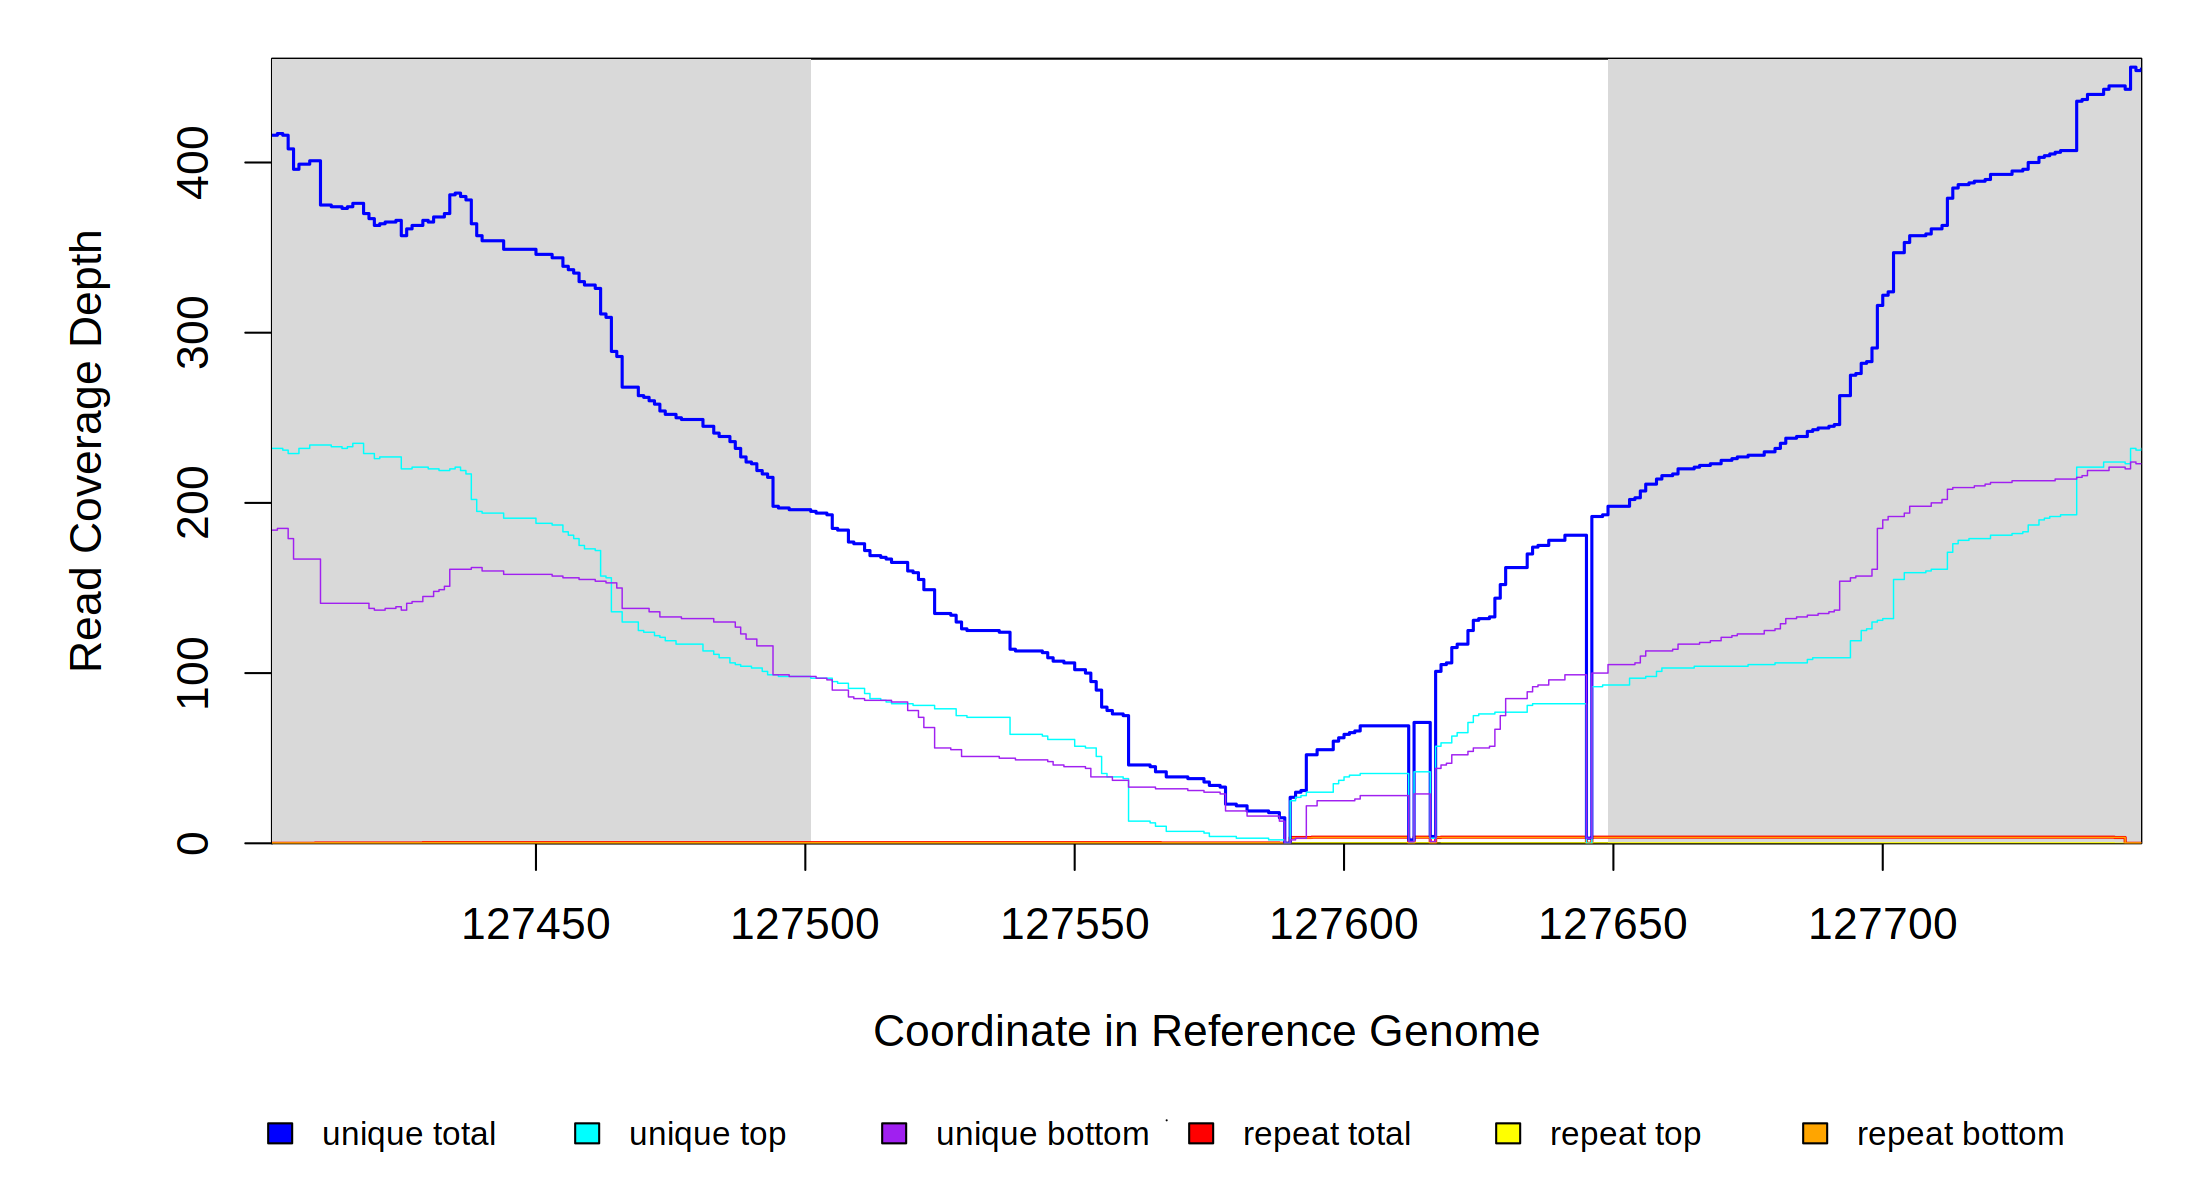 Read Coverage Depth
400
300
200
100
0
127450 127500 127550 127600 127650 127700
Coordinate in Reference Genome
unique total unique top unique bottom repeat total repeat top repeat bottom